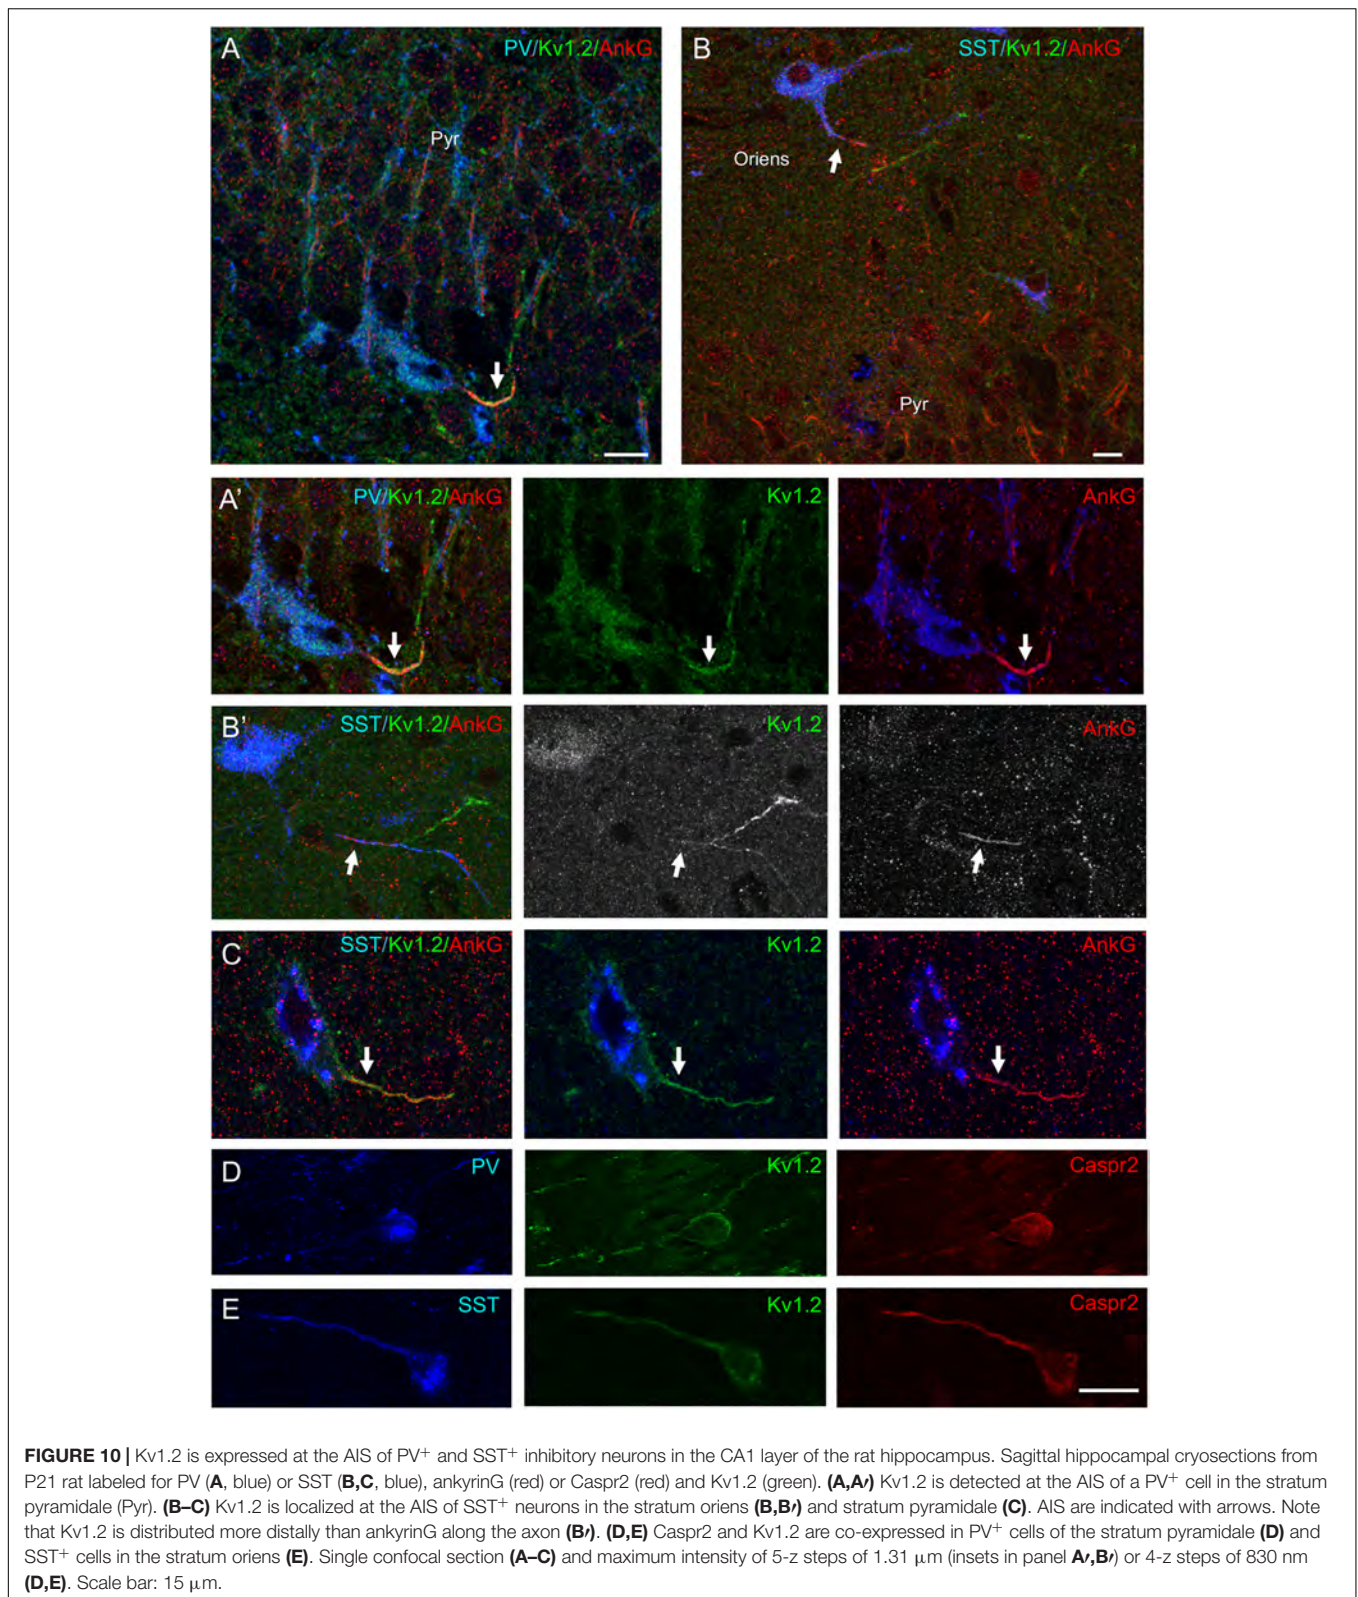 A
PV/Kv1.2/AnkG
Pyr
B
SST/Kv1.2/AnkG
Oriens
Pyr
A'
PV/Kv1.2/AnkG
Kv1.2
AnkG
B'
SST/Kv1.2/AnkG
Kv1.2
AnkG
C
SST/Kv1.2/AnkG
Kv1.2
AnkG
D
PV
Kv1.2
Caspr2
E
SST
Kv1.2
Caspr2
FIGURE 10 | Kv1.2 is expressed at the AIS of PV+ and SST+ inhibitory neurons in the CA1 layer of the rat hippocampus. Sagittal hippocampal cryosections from
P21 rat labeled for PV (A, blue) or SST (B,C, blue), ankyrinG (red) or Caspr2 (red) and Kv1.2 (green). (A,A′) Kv1.2 is detected at the AIS of a PV+ cell in the stratum
pyramidale (Pyr). (B–C) Kv1.2 is localized at the AIS of SST+ neurons in the stratum oriens (B,B′) and stratum pyramidale (C). AIS are indicated with arrows. Note
that Kv1.2 is distributed more distally than ankyrinG along the axon (B′). (D,E) Caspr2 and Kv1.2 are co-expressed in PV+ cells of the stratum pyramidale (D) and
SST+ cells in the stratum oriens (E). Single confocal section (A–C) and maximum intensity of 5-z steps of 1.31 μm (insets in panel A′,B′) or 4-z steps of 830 nm
(D,E). Scale bar: 15 μm.